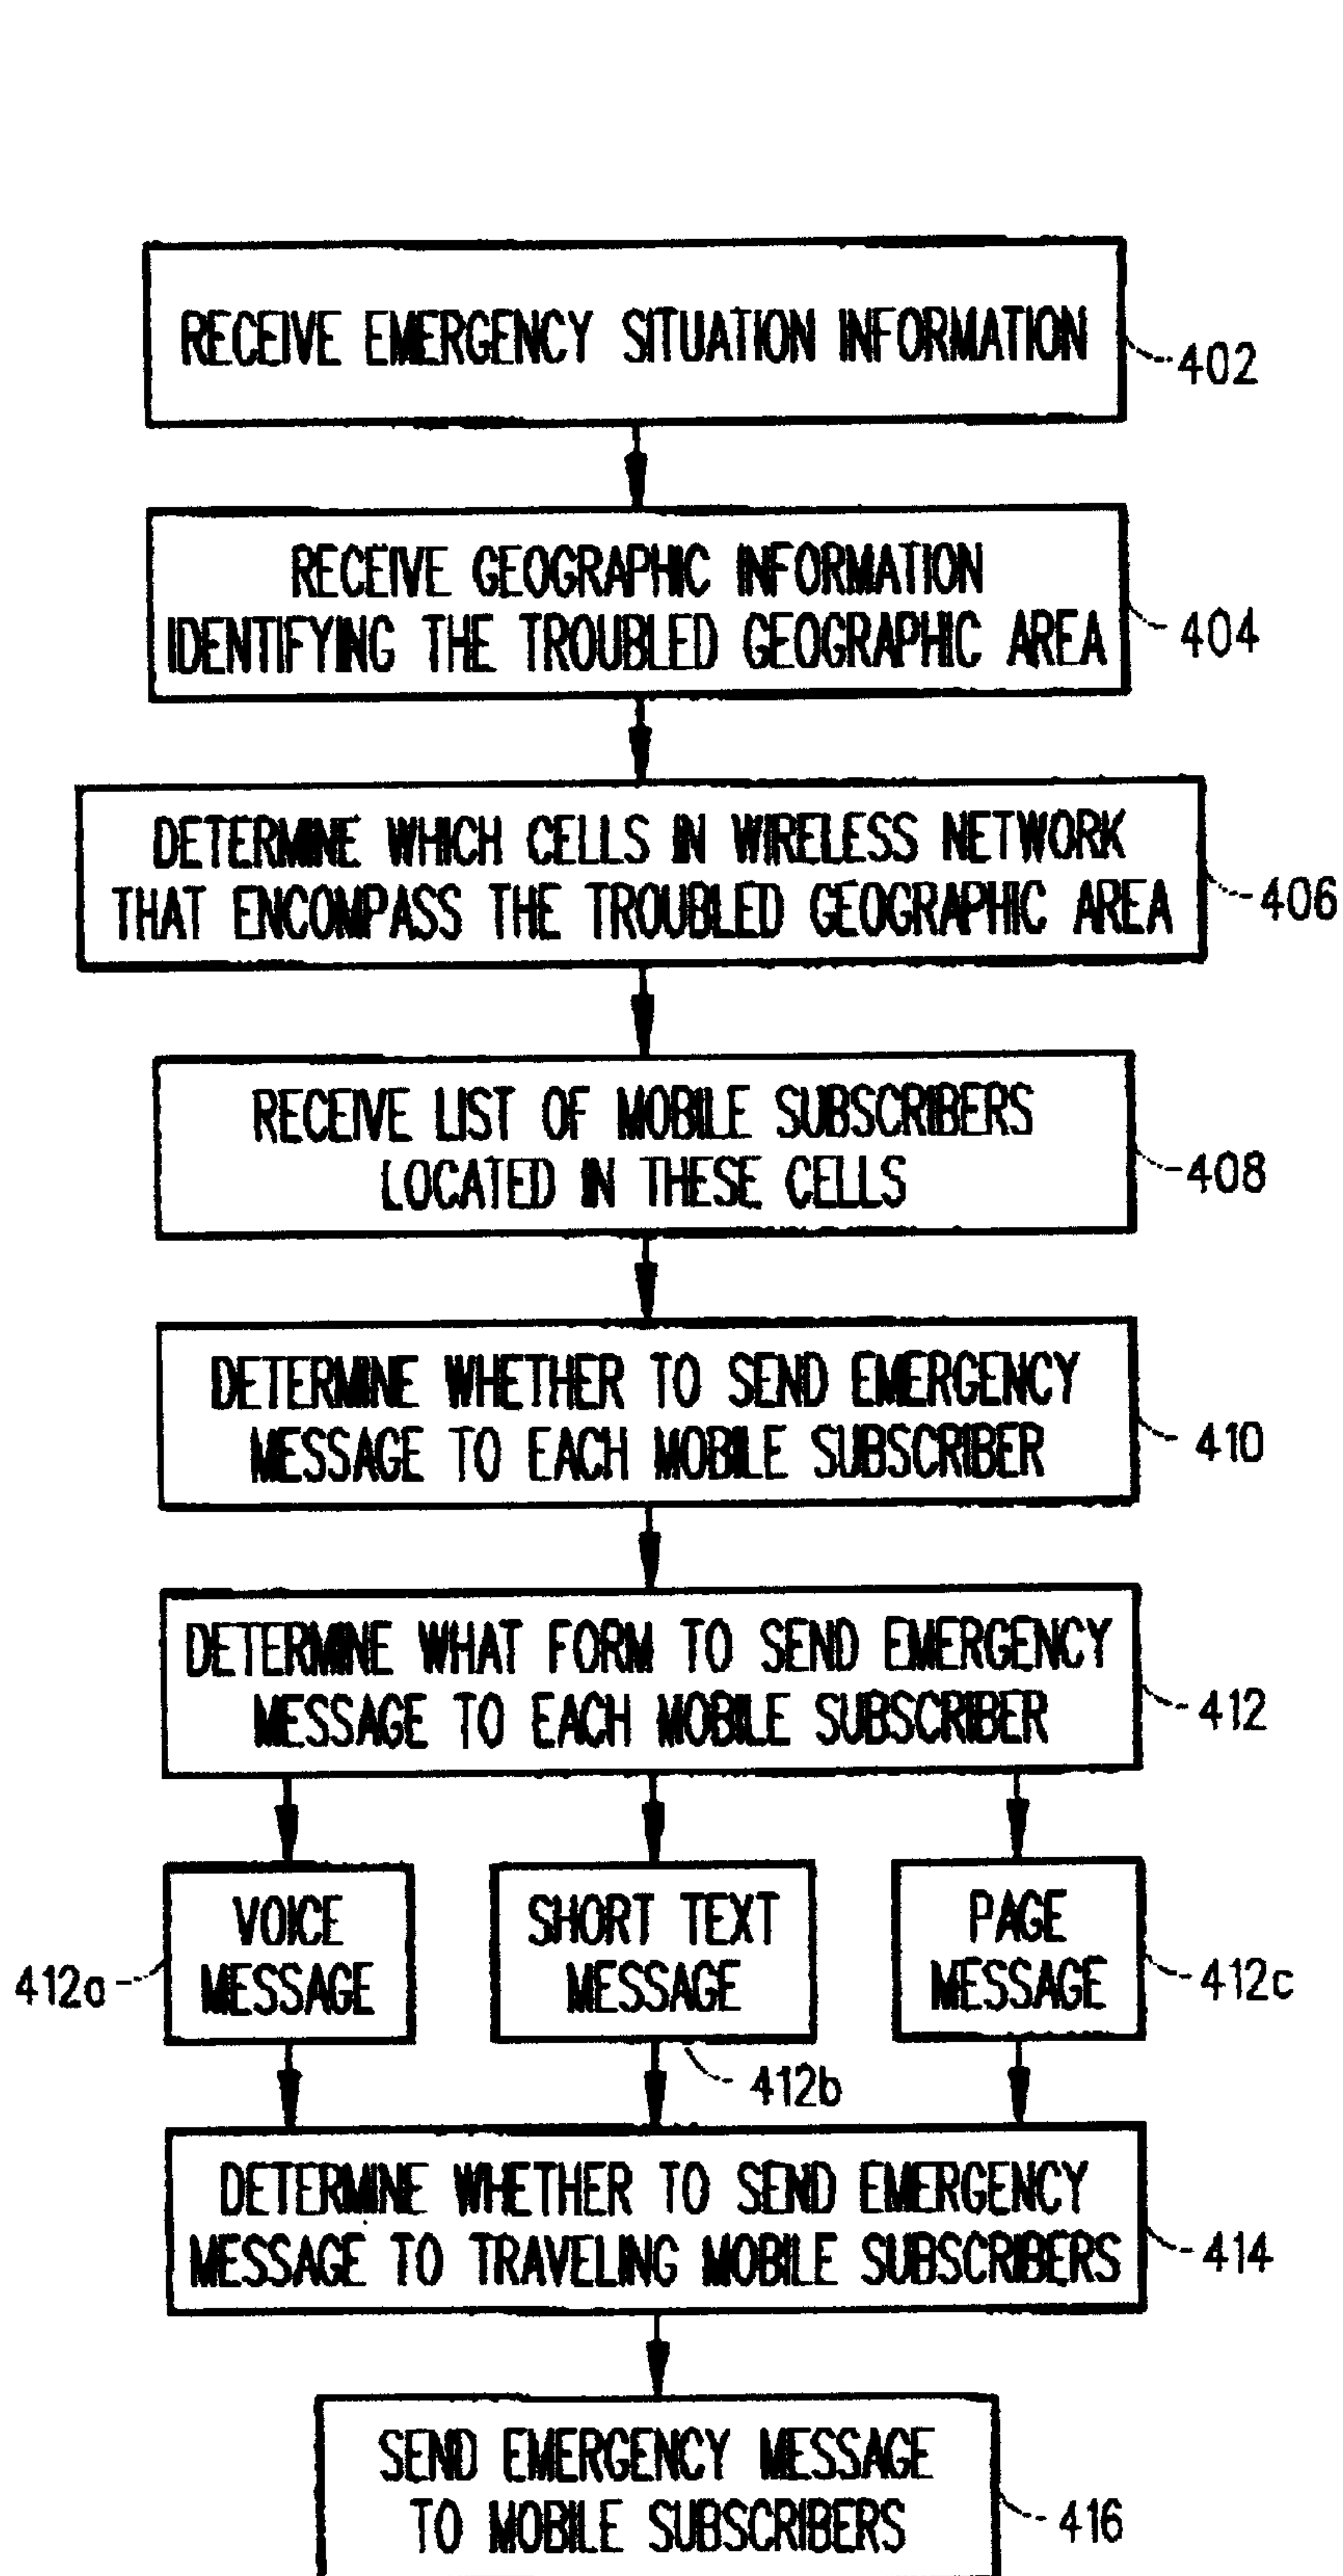 RECEIVE EMERGENCY SITUATION INFORMATION
402
RECEIVE GEOGRAPHIC INFORMATION
IDENTIFYING THE TROUBLED GEOGRAPHIC AREA
404
DETERMINE WHICH CELLS IN WIRELESS NETWORK
THAT ENCOMPASS THE TROUBLED GEOGRAPHIC AREA
406
RECEIVE LIST OF MOBILE SUBSCRIBERS
LOCATED IN THESE CELLS
408
DETERMINE WHETHER TO SEND EMERGENCY
MESSAGE TO EACH MOBILE SUBSCRIBER
410
DETERMINE WHAT FORM TO SEND EMERGENCY
MESSAGE TO EACH MOBILE SUBSCRIBER
412
VOICE
MESSAGE
412a
SHORT TEXT
MESSAGE
412b
PAGE
MESSAGE
412c
DETERMINE WHETHER TO SEND EMERGENCY
MESSAGE TO TRAVELING MOBILE SUBSCRIBERS
414
SEND EMERGENCY MESSAGE
TO MOBILE SUBSCRIBERS
416